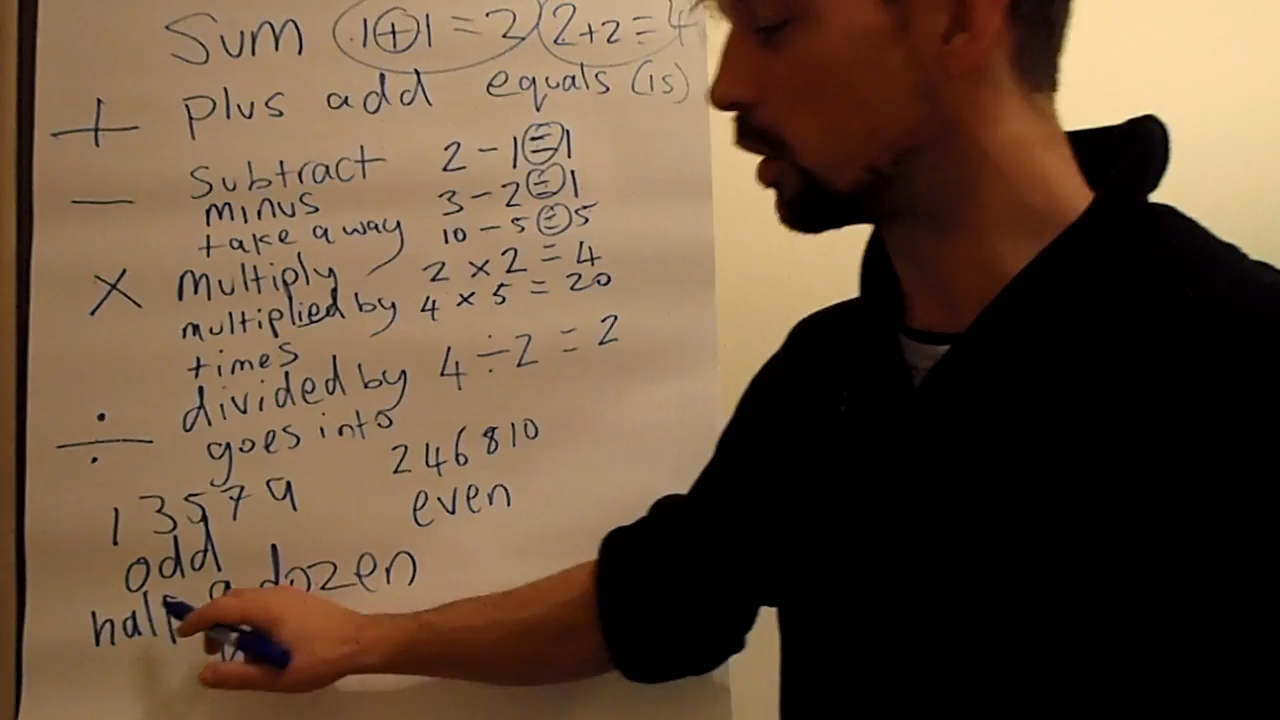 Sum 1+1=2 2+2=4
+ plus add equals (is)
− subtract 2-1=1
minus 3-2=1
take away 10-5=5
× multiply 2×2=4
multiplied by 4×5=20
times
÷ divided by 4÷2=2
goes into
1 3 5 7 9 2 4 6 8 10
odd even
half a dozen